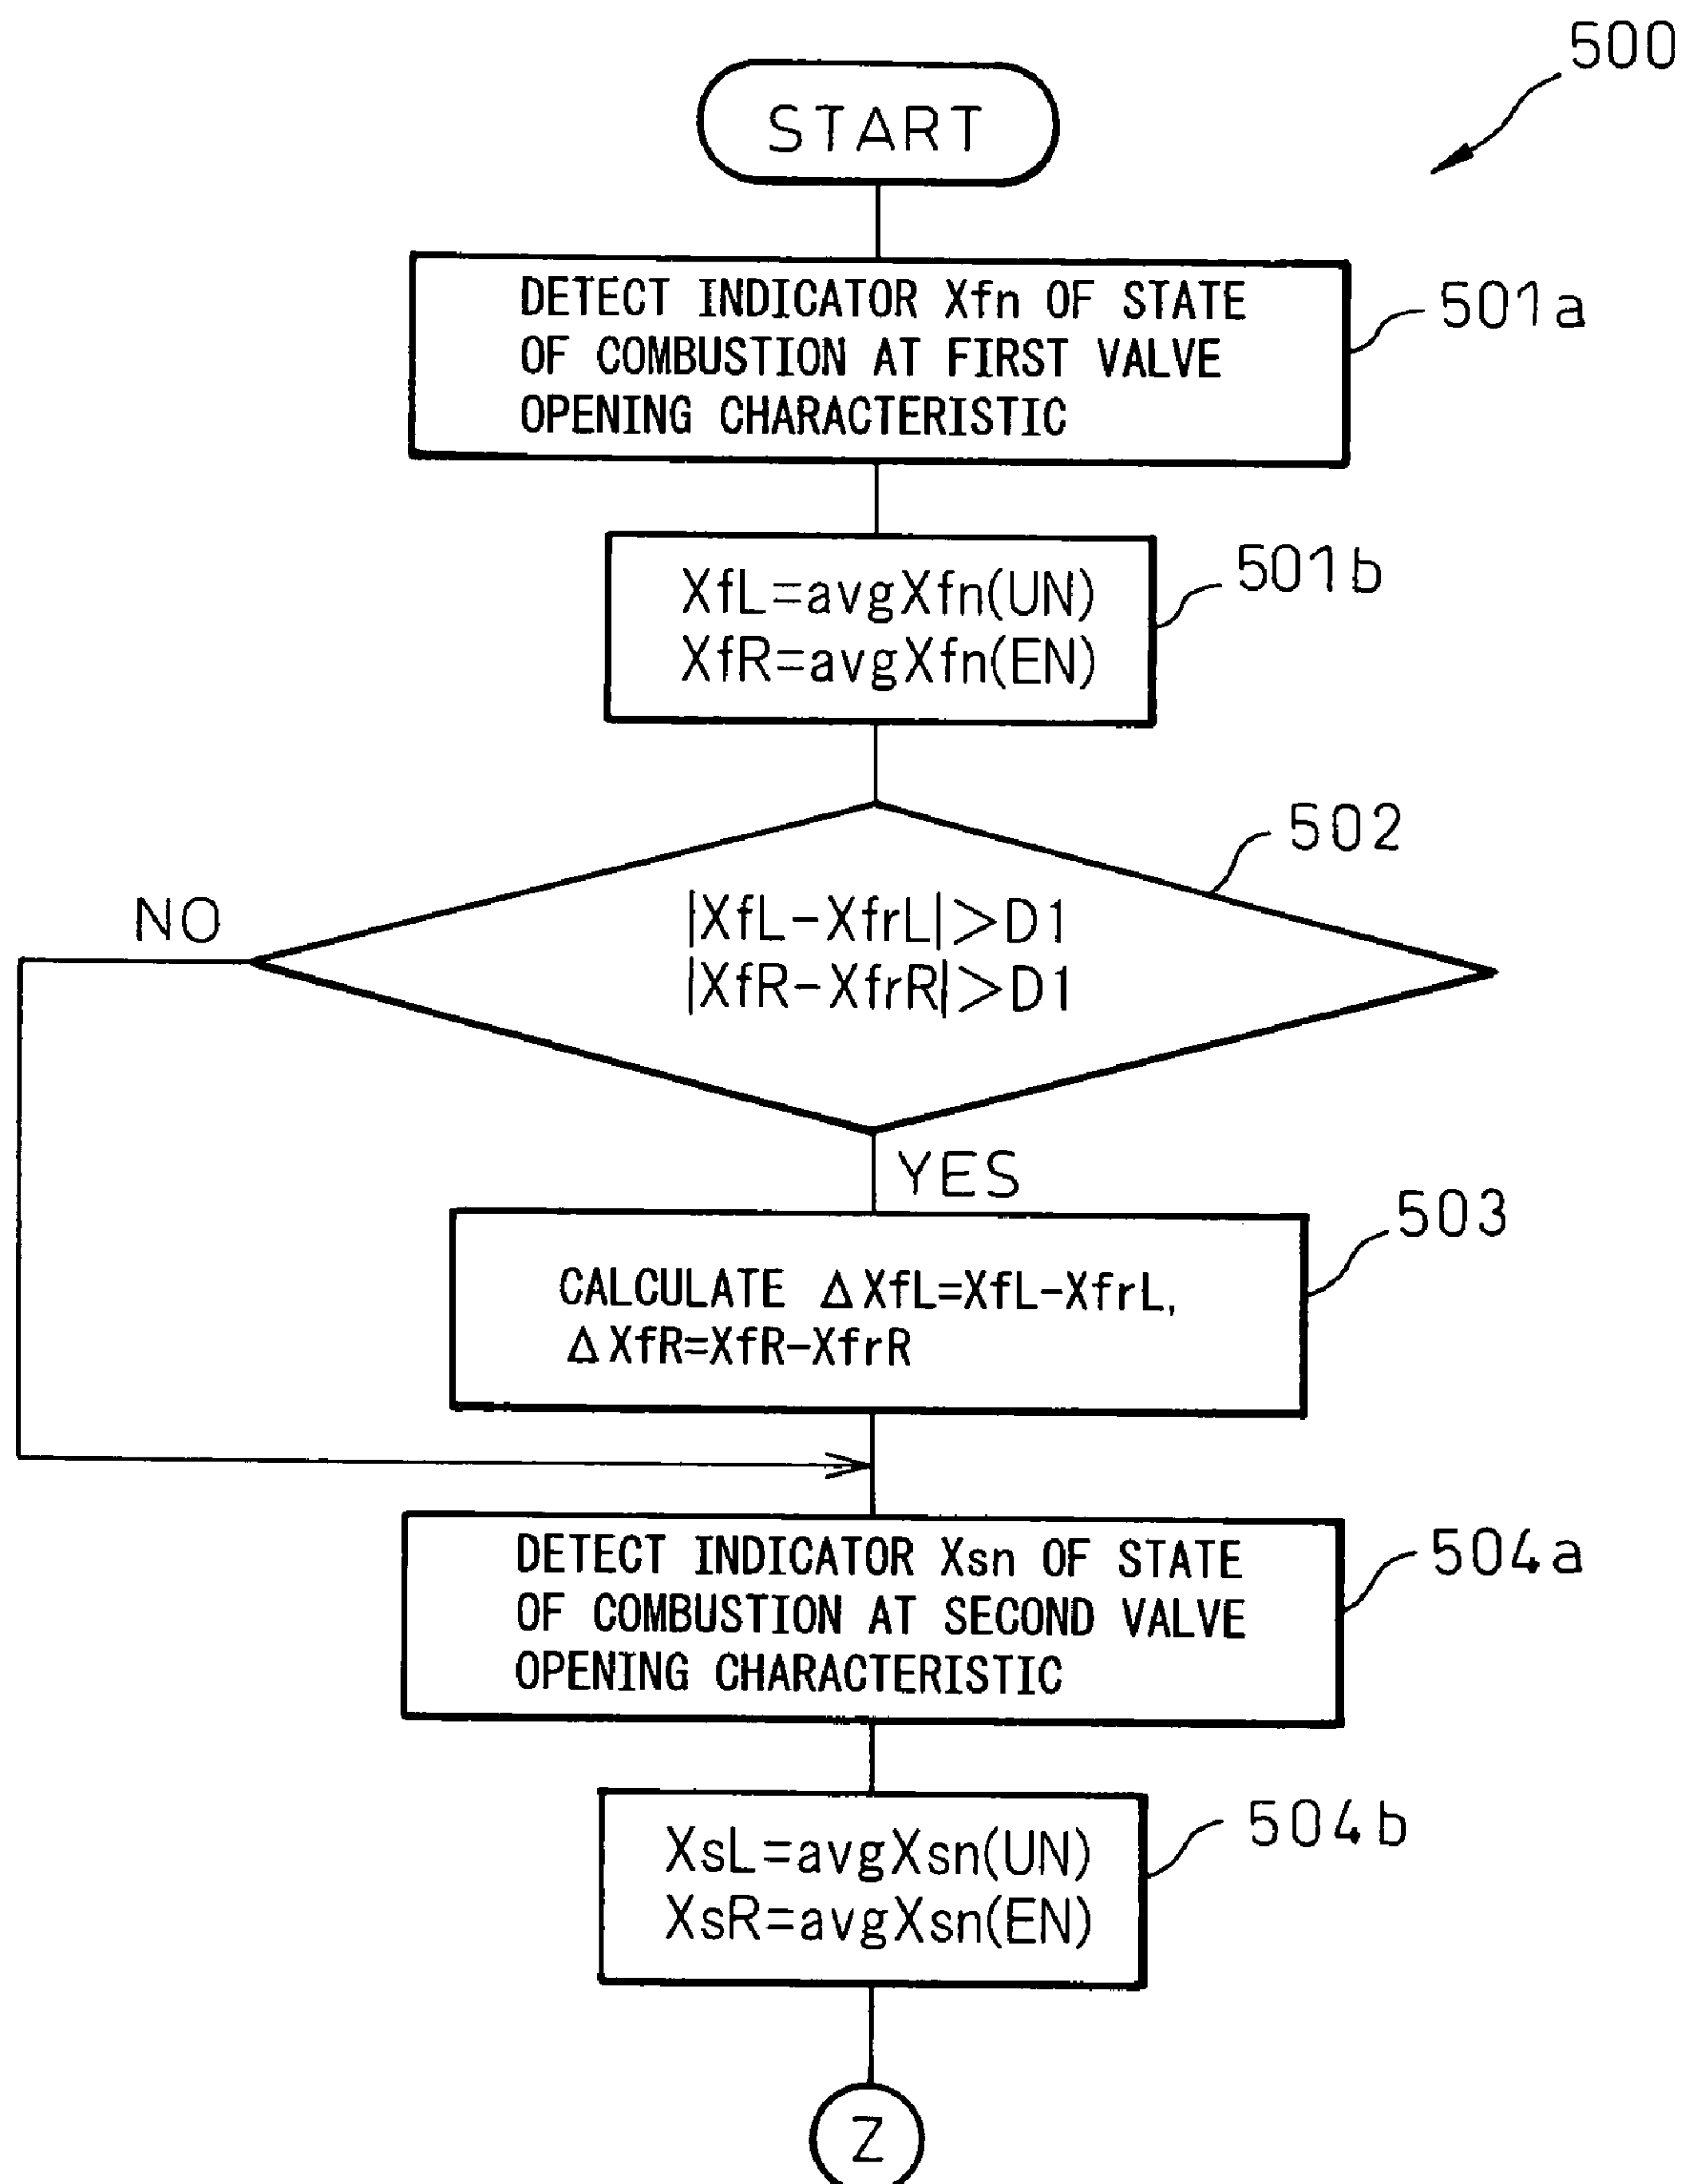 500
START
DETECT INDICATOR Xfn OF STATE
OF COMBUSTION AT FIRST VALVE
OPENING CHARACTERISTIC
501a
XfL=avgXfn(UN)
XfR=avgXfn(EN)
501b
502
NO
|XfL-XfrL|>D1
|XfR-XfrR|>D1
YES
503
CALCULATE ΔXfL=XfL-XfrL,
ΔXfR=XfR-XfrR
DETECT INDICATOR Xsn OF STATE
OF COMBUSTION AT SECOND VALVE
OPENING CHARACTERISTIC
504a
XsL=avgXsn(UN)
XsR=avgXsn(EN)
504b
Z